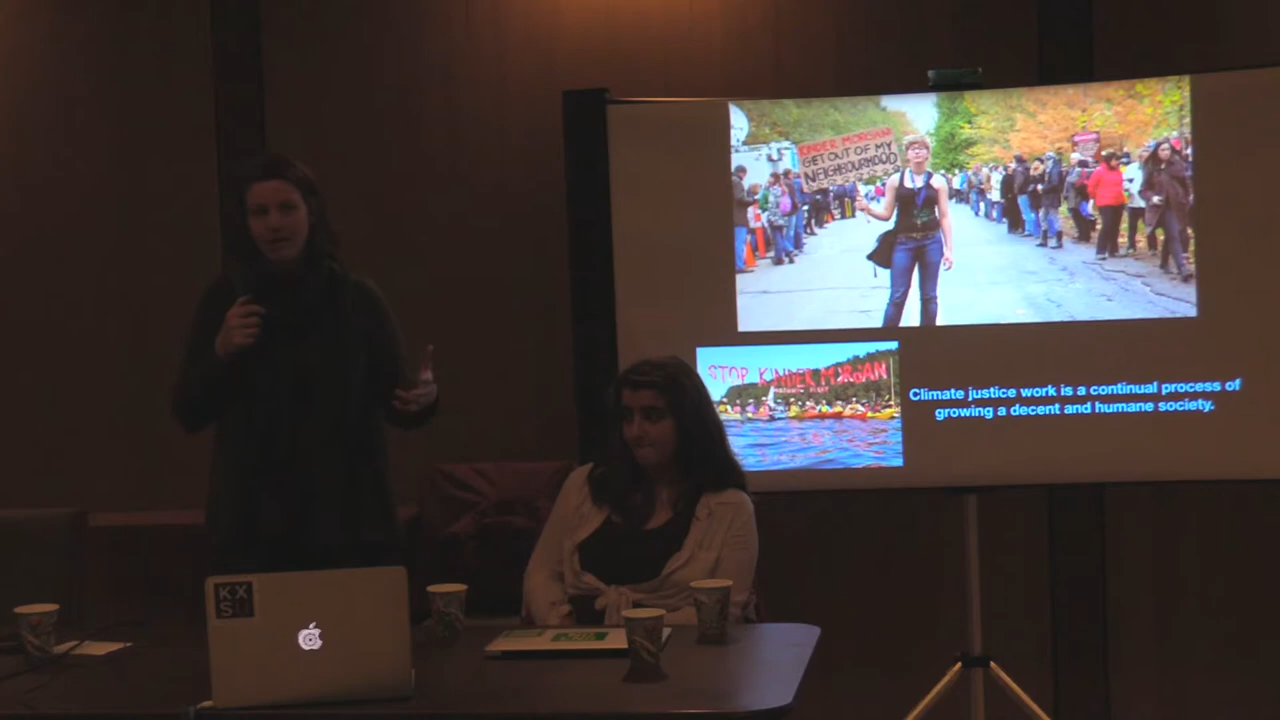 KINDER MORGAN
GET OUT OF MY
NEIGHBOURHOOD
STOP KINDER MORGAN
Climate justice work is a continual process of
growing a decent and humane society.
KX
SU